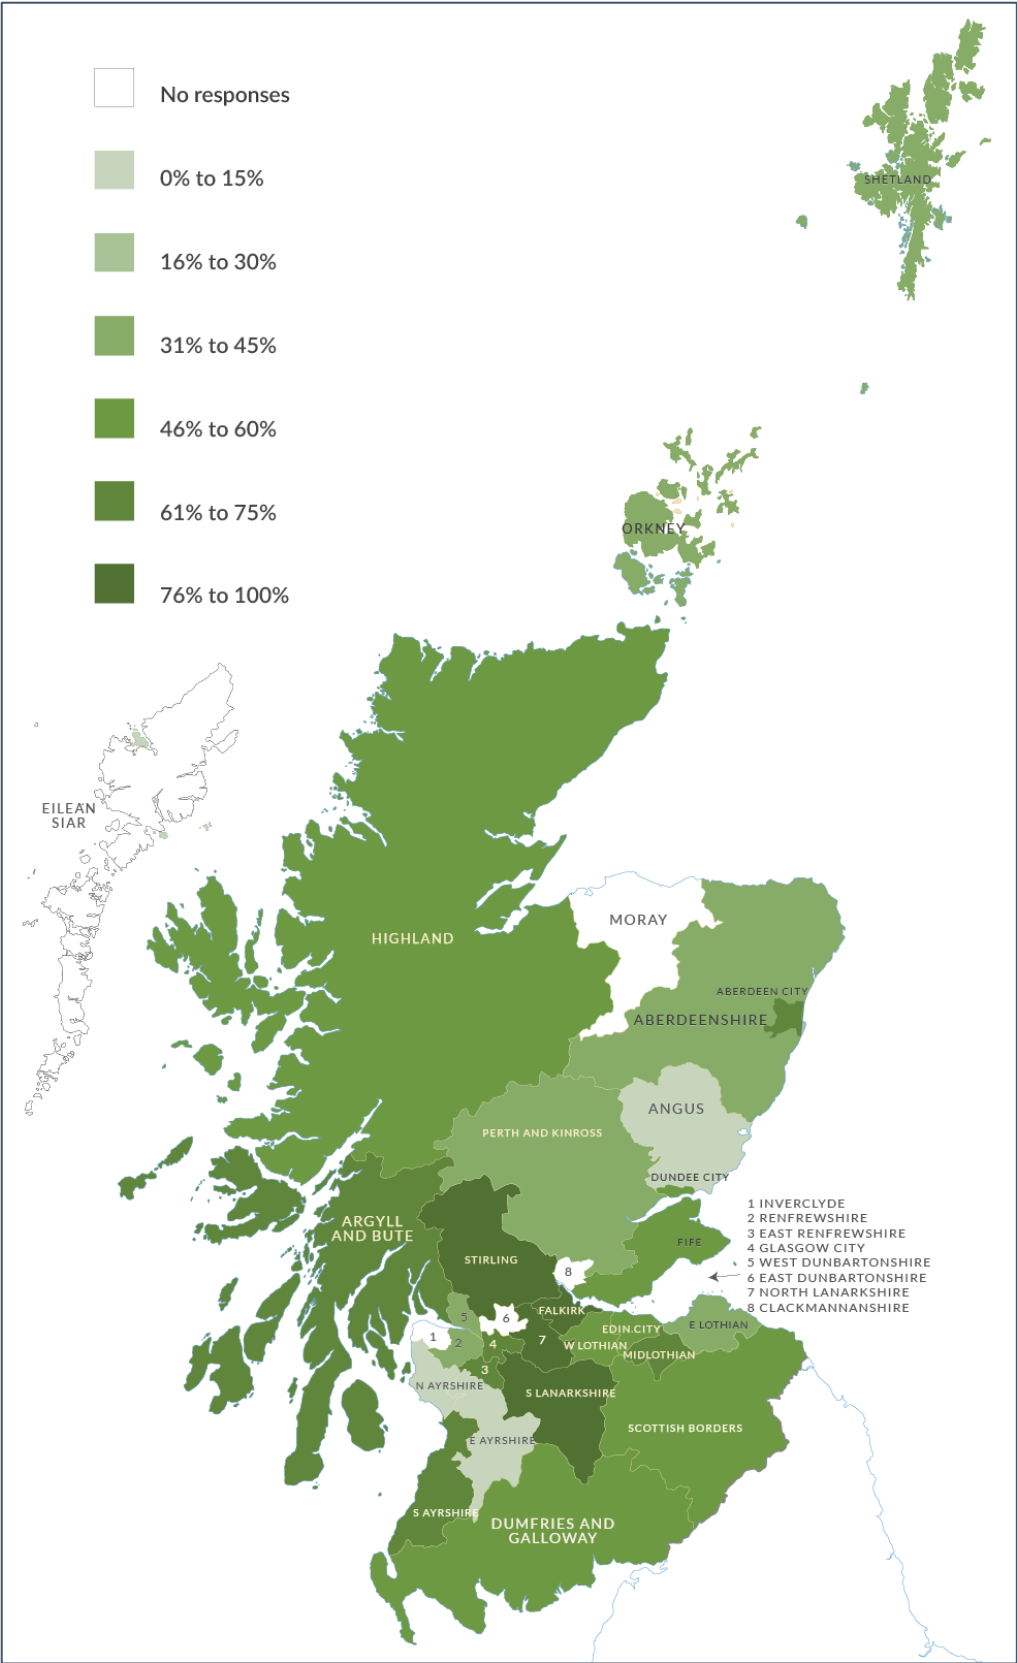 No responses
0% to 15%
16% to 30%
31% to 45%
46% to 60%
61% to 75%
76% to 100%
SHETLAND
ORKNEY
EILEAN
SIAR
HIGHLAND
MORAY
ABERDEEN CITY
ABERDEENSHIRE
ANGUS
PERTH AND KINROSS
DUNDEE CITY
ARGYLL
AND BUTE
STIRLING
FIFE
1 INVERCLYDE
2 RENFREWSHIRE
3 EAST RENFREWSHIRE
4 GLASGOW CITY
5 WEST DUNBARTONSHIRE
6 EAST DUNBARTONSHIRE
7 NORTH LANARKSHIRE
8 CLACKMANNANSHIRE
8
FALKIRK
5
6
E LOTHIAN
EDIN.CITY
1
2
4
7
W LOTHIAN
MIDLOTHIAN
3
N AYRSHIRE
S LANARKSHIRE
SCOTTISH BORDERS
E AYRSHIRE
S AYRSHIRE
DUMFRIES AND
GALLOWAY